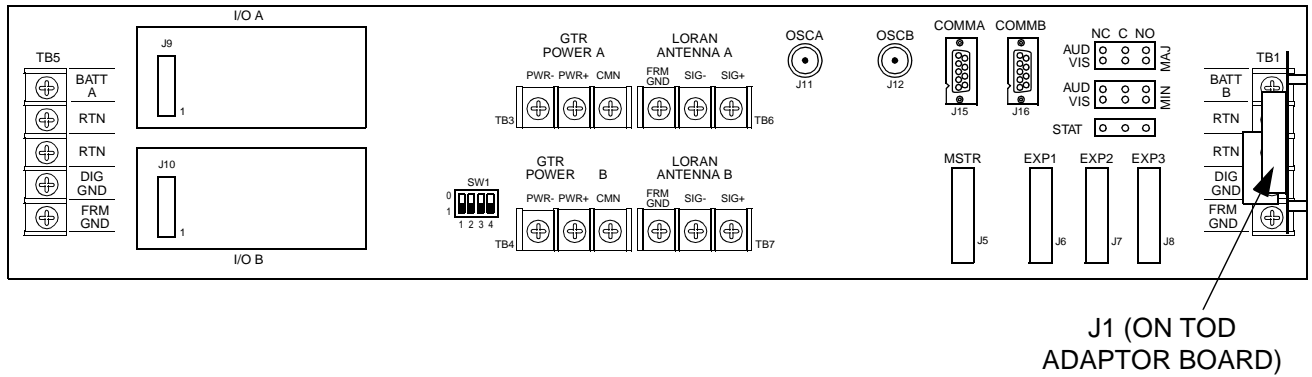 I/O A
J9
1
TB5
BATT A
RTN
RTN
DIG GND
FRM GND
J10
1
I/O B
SW1
0
1
1 2 3 4
GTR POWER A
PWR- PWR+ CMN
TB3
LORAN ANTENNA A
FRM GND SIG- SIG+
TB6
GTR POWER B
PWR- PWR+ CMN
TB4
LORAN ANTENNA B
FRM GND SIG- SIG+
TB7
OSCA
J11
OSCB
J12
COMMA
J15
COMMB
J16
NC C NO
AUD
VIS
MAJ
AUD
VIS
MIN
STAT
MSTR
J5
EXP1
J6
EXP2
J7
EXP3
J8
TB1
BATT B
RTN
RTN
DIG GND
FRM GND
J1 (ON TOD
ADAPTOR BOARD)